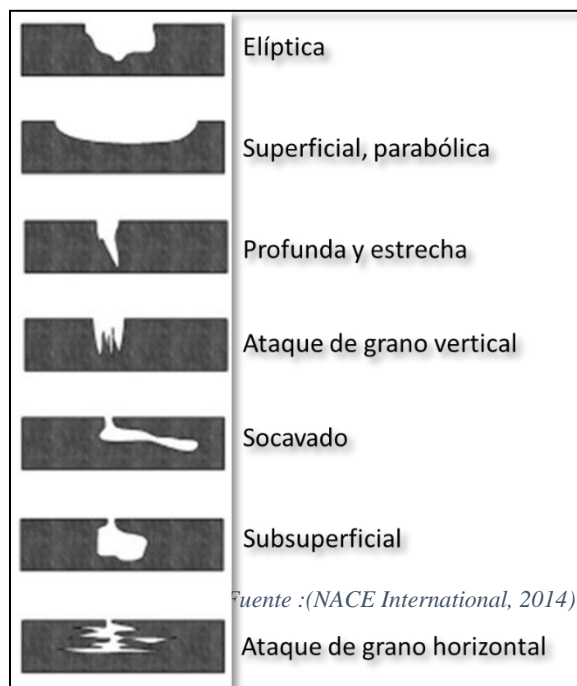 Elíptica
Superficial, parabólica
Profunda y estrecha
Ataque de grano vertical
Socavado
Subsuperficial
Fuente :(NACE International, 2014)
Ataque de grano horizontal